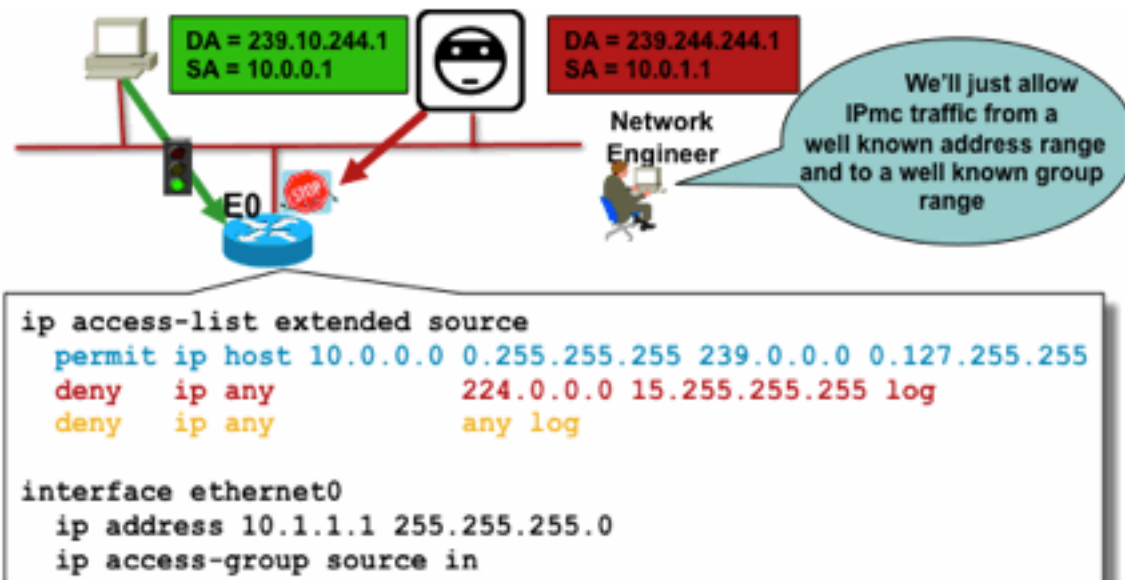 DA = 239.10.244.1
SA = 10.0.0.1
DA = 239.244.244.1
SA = 10.0.1.1
We'll just allow
IPmc traffic from a
well known address range
and to a well known group
range
Network
Engineer
STOP
E0
ip access-list extended source
permit ip host 10.0.0.0 0.255.255.255 239.0.0.0 0.127.255.255
deny ip any 224.0.0.0 15.255.255.255 log
deny ip any any log
interface ethernet0
ip address 10.1.1.1 255.255.255.0
ip access-group source in